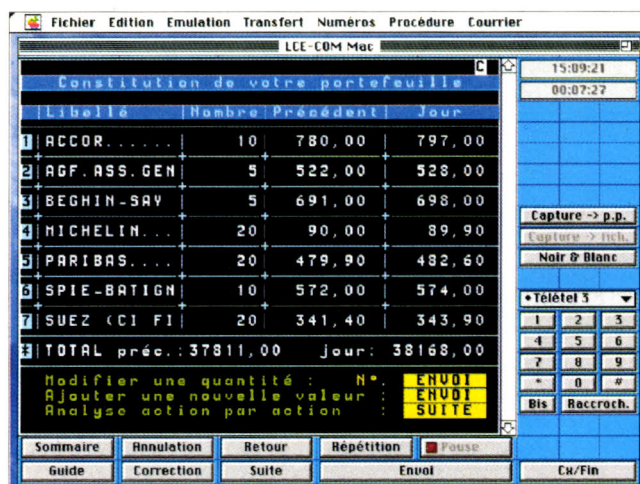 Fichier Edition Emulation Transfert Numéros Procédure Courrier
LCE-COM Mac
C
Constitution de votre portefeuille
Libellé Nombre Précédent Jour
1 ACCOR...... 10 780,00 797,00
2 AGF.ASS.GEN 5 522,00 528,00
3 BEGHIN-SAY 5 691,00 698,00
4 MICHELIN... 20 90,00 89,90
5 PARIBAS.... 20 479,90 482,60
6 SPIE-BATIGN 10 572,00 574,00
7 SUEZ (CI FI 20 341,40 343,90
* TOTAL préc.:37811,00 jour: 38168,00
Modifier une quantité : N°. ENVOI
Ajouter une nouvelle valeur : ENVOI
Analyse action par action : SUITE
15:09:21
00:07:27
Capture -> p.p.
Capture -> fich.
Noir & Blanc
•Télétel 3
1 2 3
4 5 6
7 8 9
* 0 #
Bis Raccroch.
Sommaire Annulation Retour Répétition Pause
Guide Correction Suite Envoi Cx/Fin